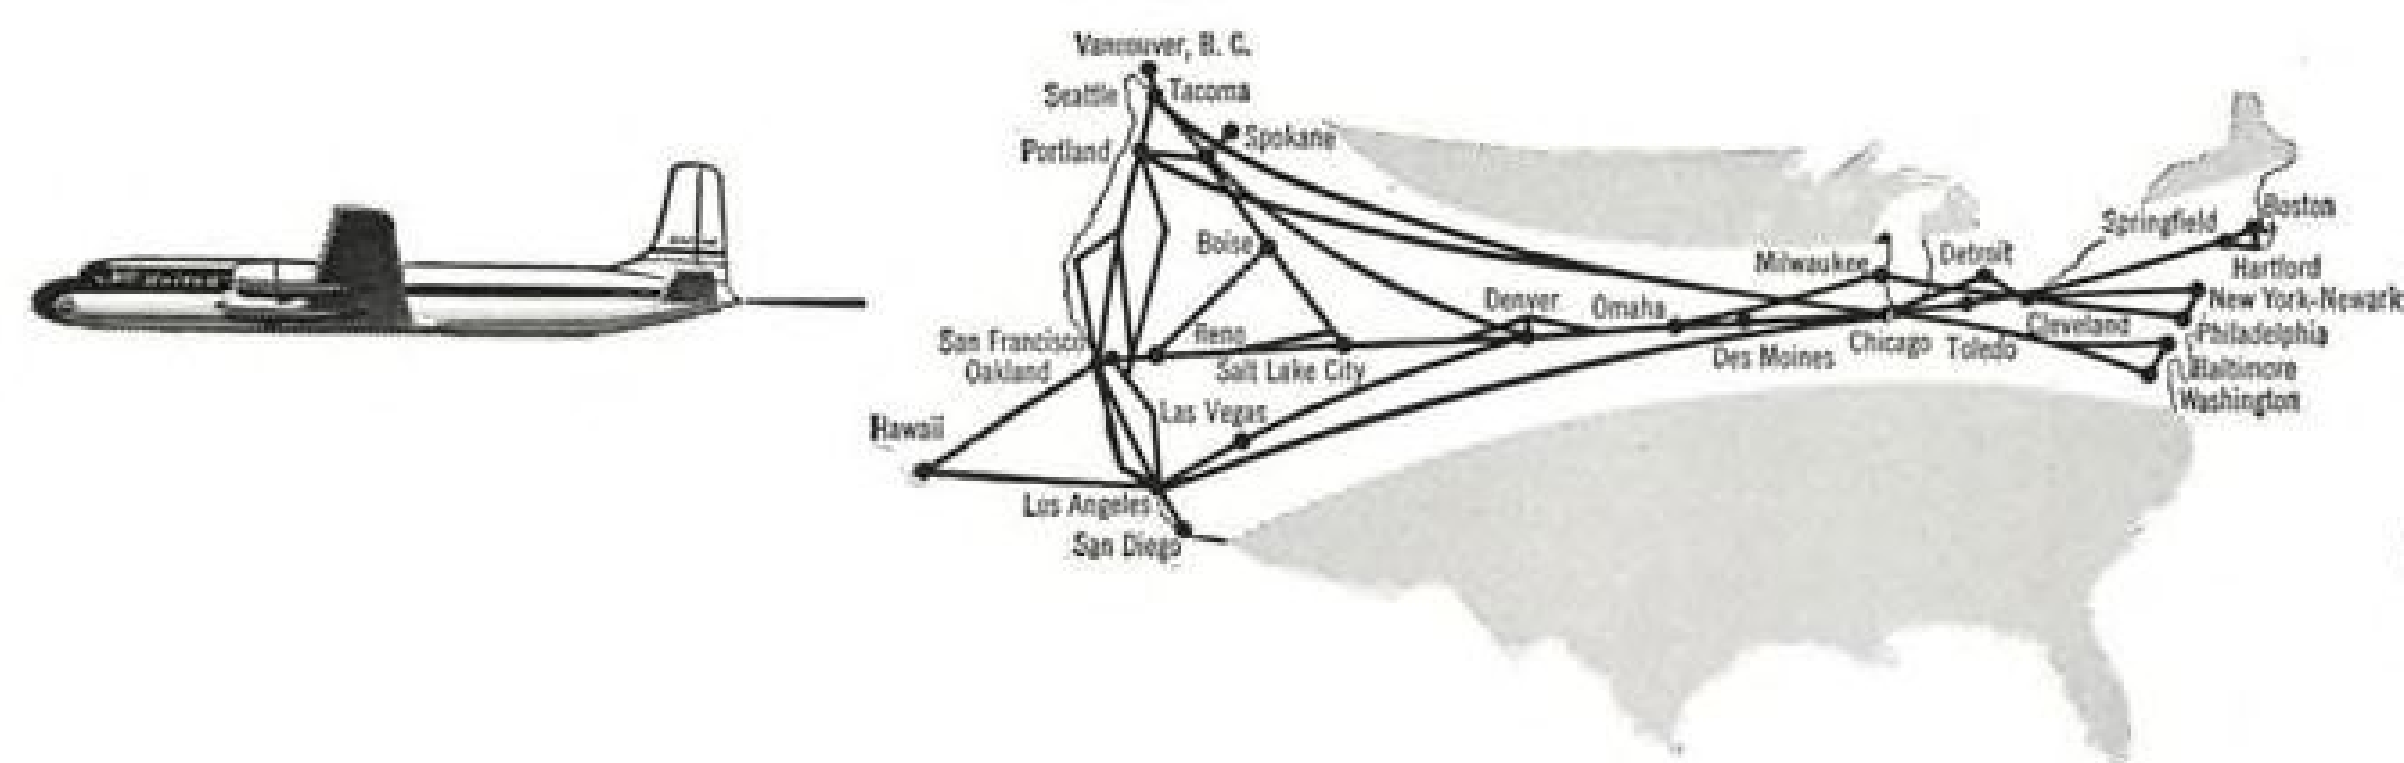 Vancouver, B. C.
Seattle
Tacoma
Spokane
Portland
Boise
Springfield
Boston
Milwaukee
Detroit
Hartford
Denver
Omaha
New York-Newark
Reno
Cleveland
Philadelphia
San Francisco
Oakland
Salt Lake City
Des Moines
Chicago
Toledo
Baltimore
Washington
Las Vegas
Hawaii
Los Angeles
San Diego